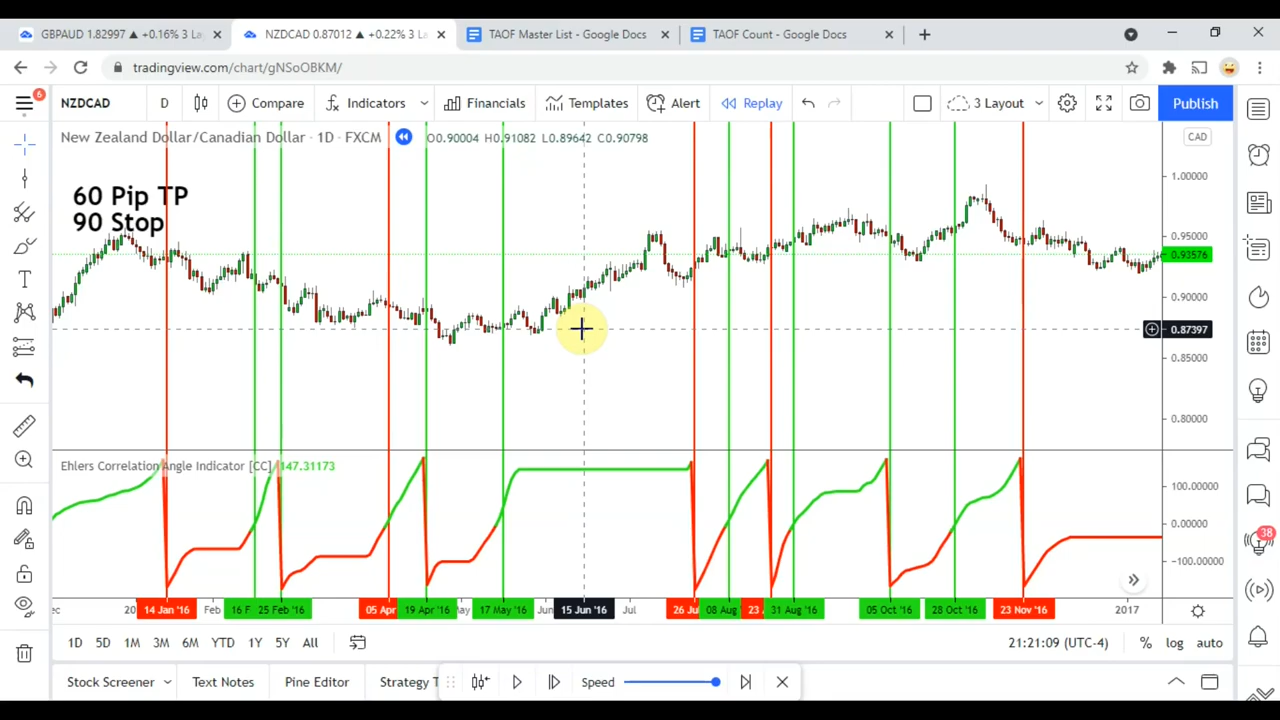 GBPAUD 1.82997 ▲ +0.16% 3 La
NZDCAD 0.87012 ▲ +0.22% 3 L
TAOF Master List - Google Docs
TAOF Count - Google Docs
tradingview.com/chart/gNSoOBKM/
6
NZDCAD
D
Compare
Indicators
Financials
Templates
Alert
Replay
3 Layout
Publish
New Zealand Dollar/Canadian Dollar · 1D · FXCM
O0.90004 H0.91082 L0.89642 C0.90798
CAD
60 Pip TP
90 Stop
1.00000
0.95000
0.93576
0.90000
0.87397
0.85000
0.80000
Ehlers Correlation Angle Indicator [CC] 147.31173
100.00000
0.00000
-100.00000
38
20
14 Jan '16
Feb
16 F
25 Feb '16
05 Apr
19 Apr '16
17 May '16
Jun
15 Jun '16
Jul
26 Jul
08 Aug
23
31 Aug '16
05 Oct '16
28 Oct '16
23 Nov '16
2017
1D 5D 1M 3M 6M YTD 1Y 5Y All
21:21:09 (UTC-4)
% log auto
Stock Screener
Text Notes
Pine Editor
Strategy T
Speed